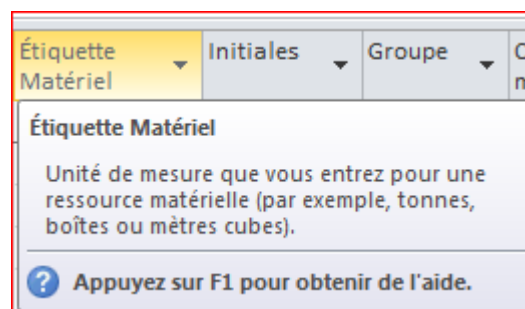 Étiquette Matériel
Initiales
Groupe
Étiquette Matériel
Unité de mesure que vous entrez pour une
ressource matérielle (par exemple, tonnes,
boîtes ou mètres cubes).
Appuyez sur F1 pour obtenir de l'aide.